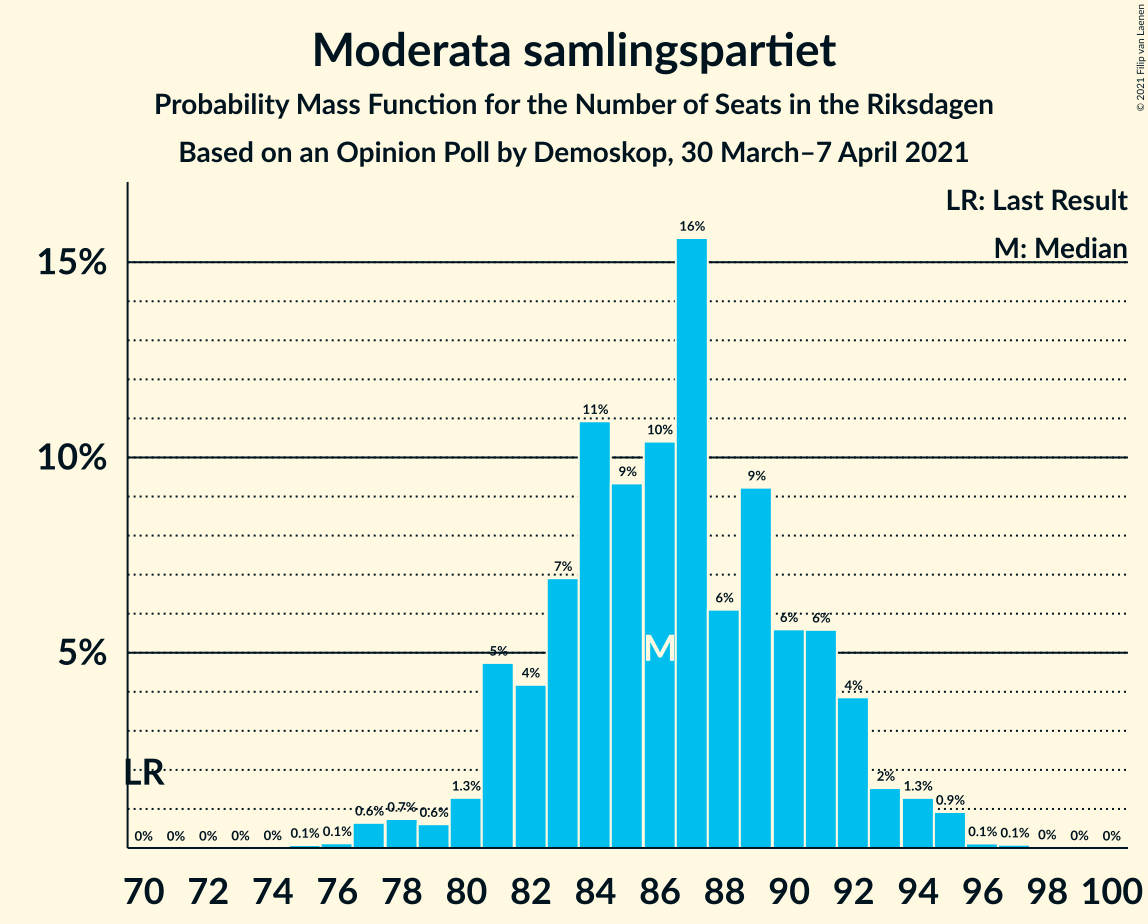 Moderata samlingspartiet
Probability Mass Function for the Number of Seats in the Riksdagen
Based on an Opinion Poll by Demoskop, 30 March–7 April 2021
© 2021 Filip van Laenen
LR: Last Result
M: Median
15%
10%
5%
LR
M
0% 0% 0% 0% 0% 0.1% 0.1% 0.6% 0.7% 0.6% 1.3% 5% 4% 7% 11% 9% 10% 16% 6% 9% 6% 6% 4% 2% 1.3% 0.9% 0.1% 0.1% 0% 0% 0%
70 72 74 76 78 80 82 84 86 88 90 92 94 96 98 100